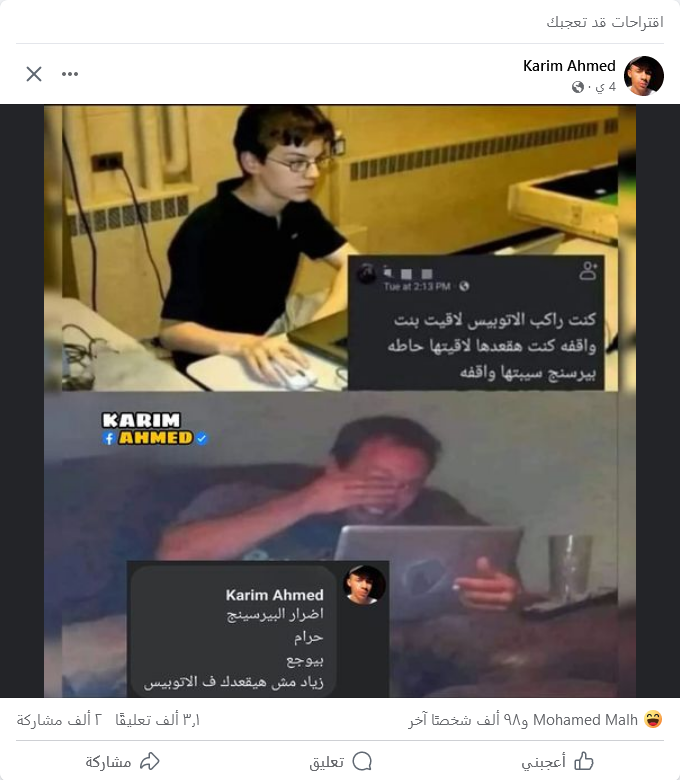 اقتراحات قد تعجبك
Karim Ahmed
4 ي ·
Tue at 2:13 PM ·
كنت راكب الاتوبيس لاقيت بنت
واقفه كنت هقعدها لاقيتها حاطه
بيرسنج سيبتها واقفه
KARIM
AHMED
Karim Ahmed
اضرار البيرسينج
حرام
بيوجع
زياد مش هيقعدك ف الاتوبيس
Mohamed Malh و٩٨ ألف شخصًا آخر
٣٫١ ألف تعليقًا ٢ ألف مشاركة
أعجبني
تعليق
مشاركة